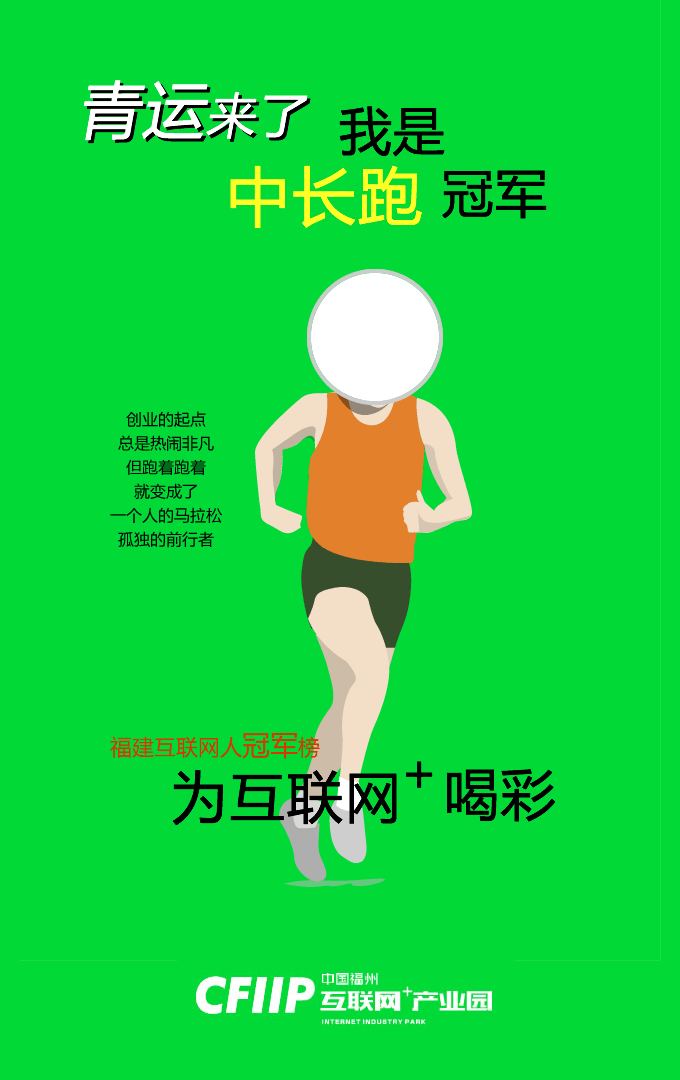 青运来了
我是
中长跑 冠军
创业的起点
总是热闹非凡
但跑着跑着
就变成了
一个人的马拉松
孤独的前行者
福建互联网人冠军榜
为互联网+喝彩
CFIIP
中国福州
互联网+产业园
INTERNET INDUSTRY PARK